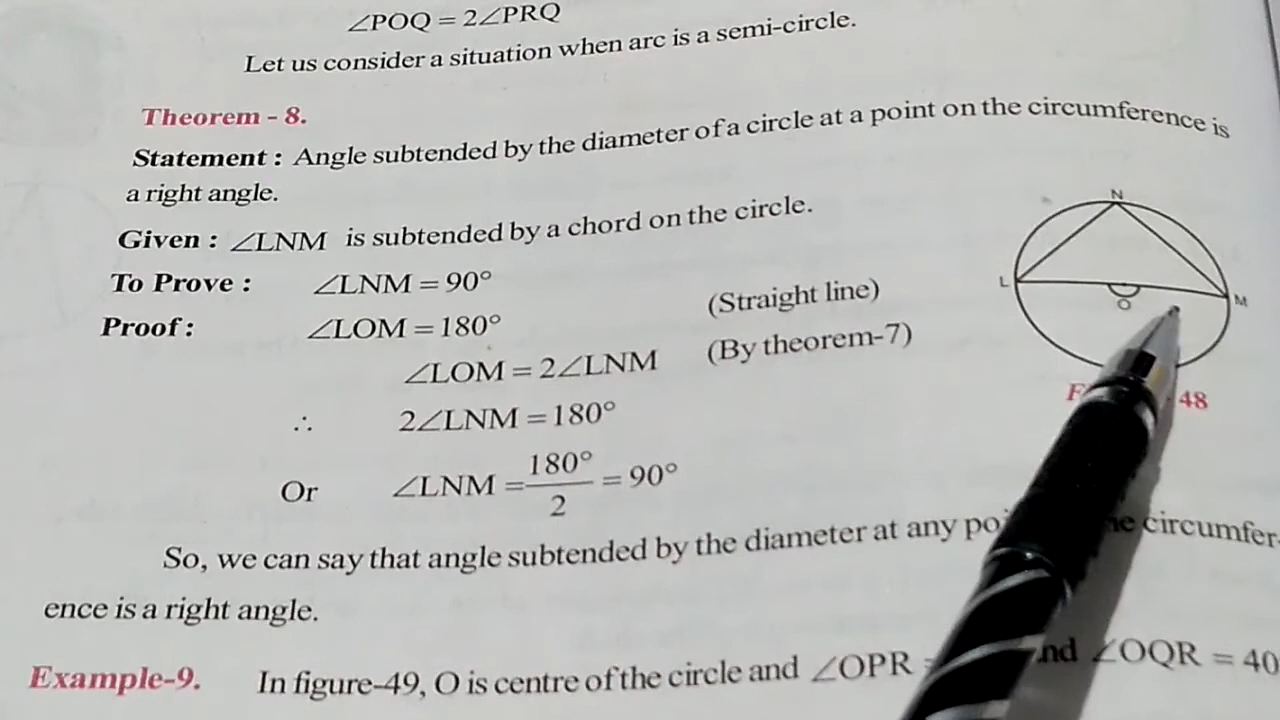 ∠POQ = 2∠PRQ
Let us consider a situation when arc is a semi-circle.
Theorem - 8.
Statement : Angle subtended by the diameter of a circle at a point on the circumference is
a right angle.
Given : ∠LNM is subtended by a chord on the circle.
To Prove : ∠LNM = 90°
Proof : ∠LOM = 180° (Straight line)
∠LOM = 2∠LNM (By theorem-7)
∴ 2∠LNM = 180°
Or ∠LNM = 180°/2 = 90°
N
L
O
M
48
So, we can say that angle subtended by the diameter at any circumfer-
ence is a right angle.
Example-9. In figure-49, O is centre of the circle and ∠OPR = ∠OQR = 40